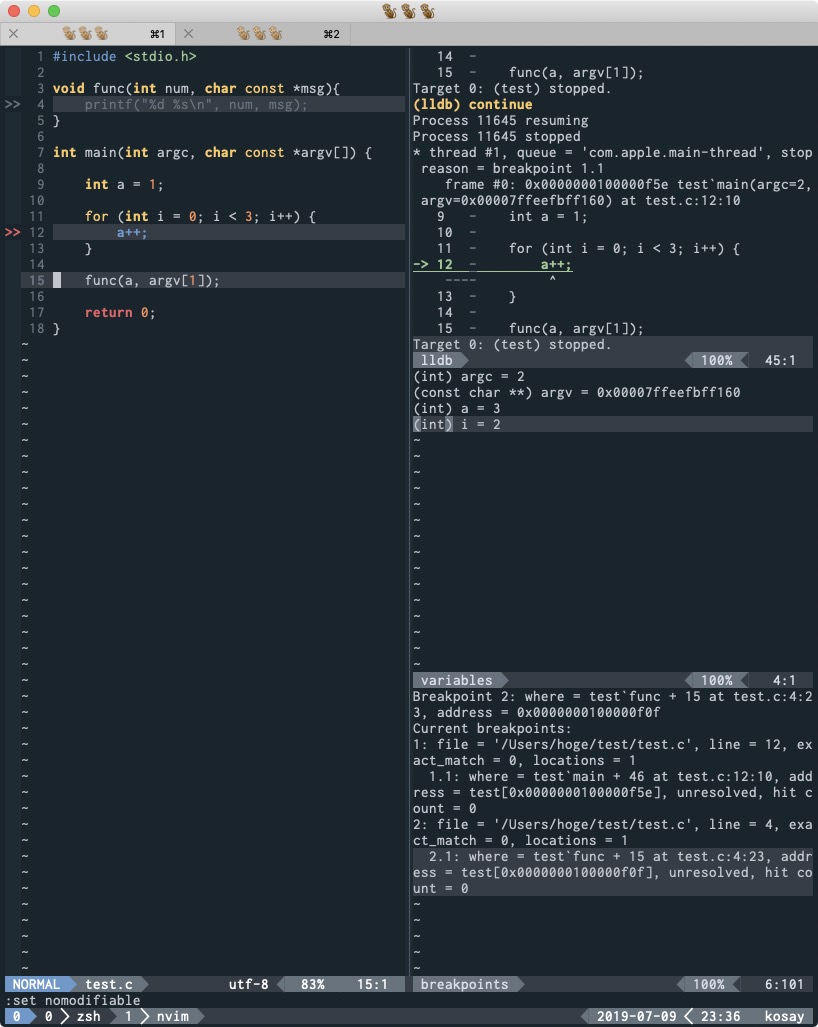 ⌘1
⌘2
1 #include <stdio.h>
2
3 void func(int num, char const *msg){
>> 4     printf("%d %s\n", num, msg);
5 }
6
7 int main(int argc, char const *argv[]) {
8
9     int a = 1;
10
11     for (int i = 0; i < 3; i++) {
>> 12         a++;
13     }
14
15     func(a, argv[1]);
16
17     return 0;
18 }
NORMAL test.c utf-8 83% 15:1
14 -
15 -    func(a, argv[1]);
Target 0: (test) stopped.
(lldb) continue
Process 11645 resuming
Process 11645 stopped
* thread #1, queue = 'com.apple.main-thread', stop
reason = breakpoint 1.1
frame #0: 0x0000000100000f5e test`main(argc=2,
argv=0x00007ffeefbff160) at test.c:12:10
9 -    int a = 1;
10 -
11 -    for (int i = 0; i < 3; i++) {
-> 12 -        a++;
----         ^
13 -    }
14 -
15 -    func(a, argv[1]);
Target 0: (test) stopped.
lldb 100% 45:1
(int) argc = 2
(const char **) argv = 0x00007ffeefbff160
(int) a = 3
(int) i = 2
variables 100% 4:1
Breakpoint 2: where = test`func + 15 at test.c:4:2
3, address = 0x0000000100000f0f
Current breakpoints:
1: file = '/Users/hoge/test/test.c', line = 12, ex
act_match = 0, locations = 1
1.1: where = test`main + 46 at test.c:12:10, add
ress = test[0x0000000100000f5e], unresolved, hit c
ount = 0
2: file = '/Users/hoge/test/test.c', line = 4, exa
ct_match = 0, locations = 1
2.1: where = test`func + 15 at test.c:4:23, addr
ess = test[0x0000000100000f0f], unresolved, hit co
unt = 0
breakpoints 100% 6:101
:set nomodifiable
0 0 zsh 1 nvim 2019-07-09 23:36 kosay